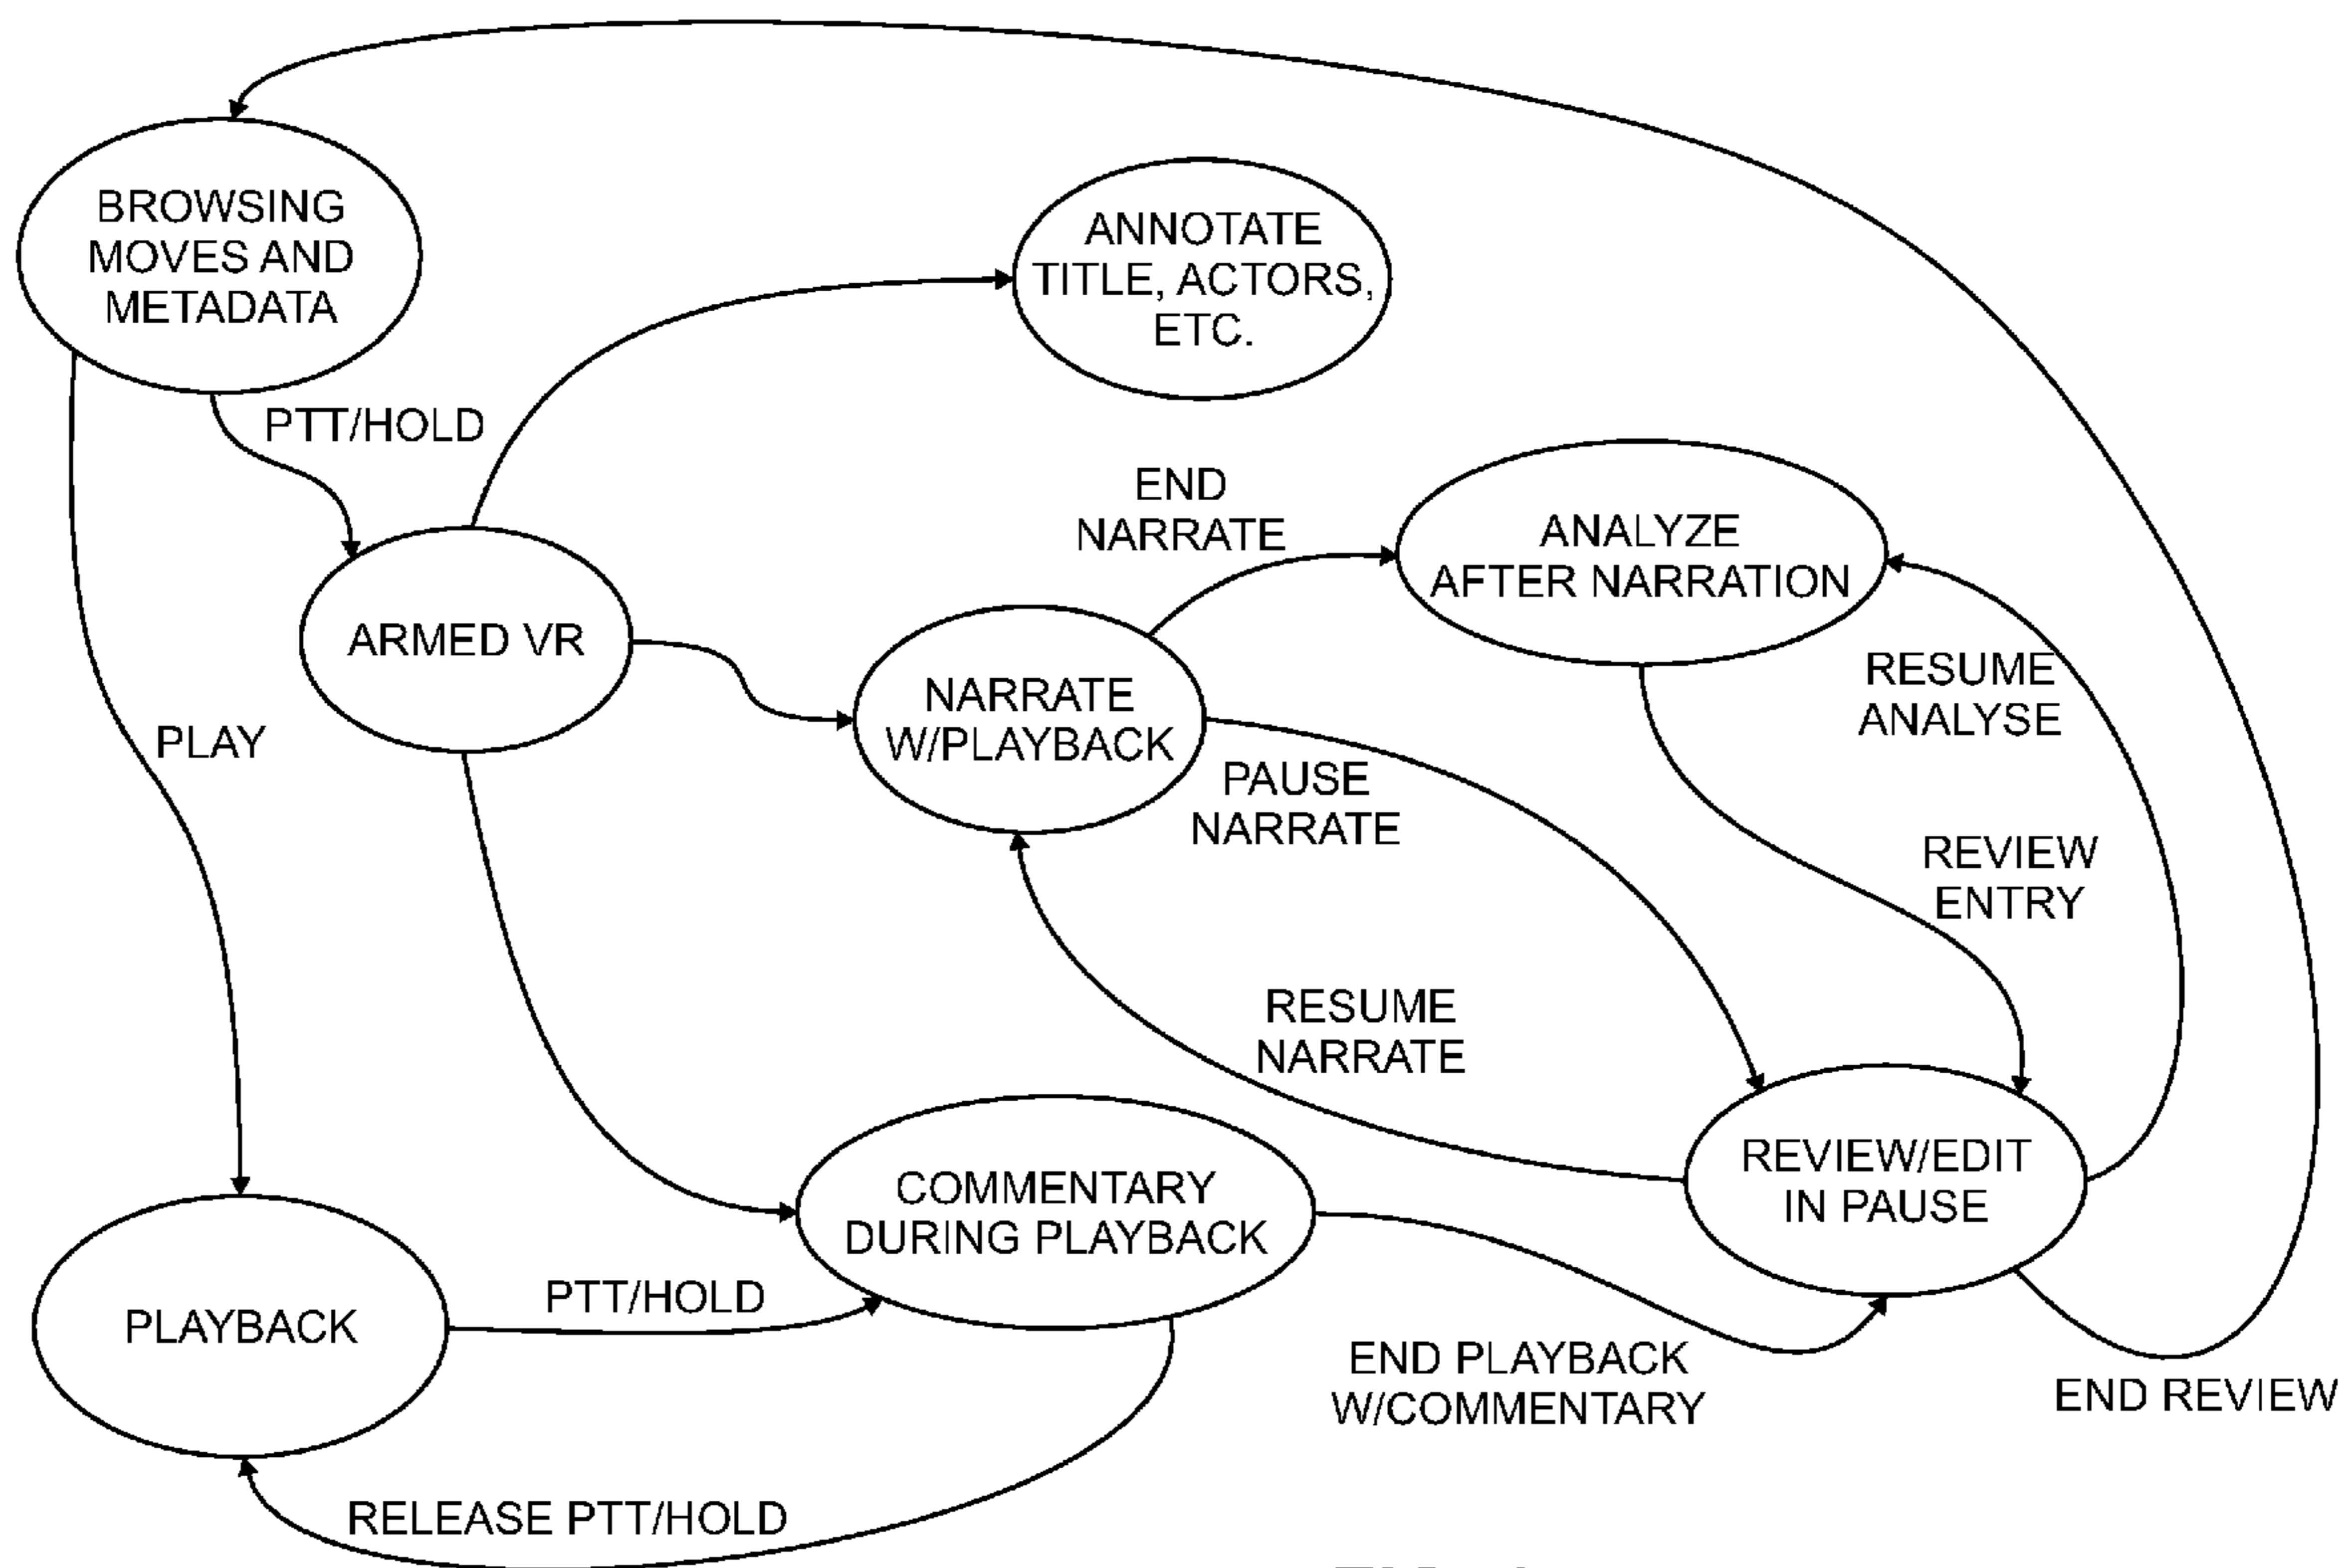 BROWSING
MOVES AND
METADATA
ANNOTATE
TITLE, ACTORS,
ETC.
PTT/HOLD
END
NARRATE
ANALYZE
AFTER NARRATION
ARMED VR
NARRATE
W/PLAYBACK
RESUME
ANALYSE
PLAY
PAUSE
NARRATE
REVIEW
ENTRY
RESUME
NARRATE
REVIEW/EDIT
IN PAUSE
COMMENTARY
DURING PLAYBACK
PLAYBACK
PTT/HOLD
END PLAYBACK
W/COMMENTARY
END REVIEW
RELEASE PTT/HOLD